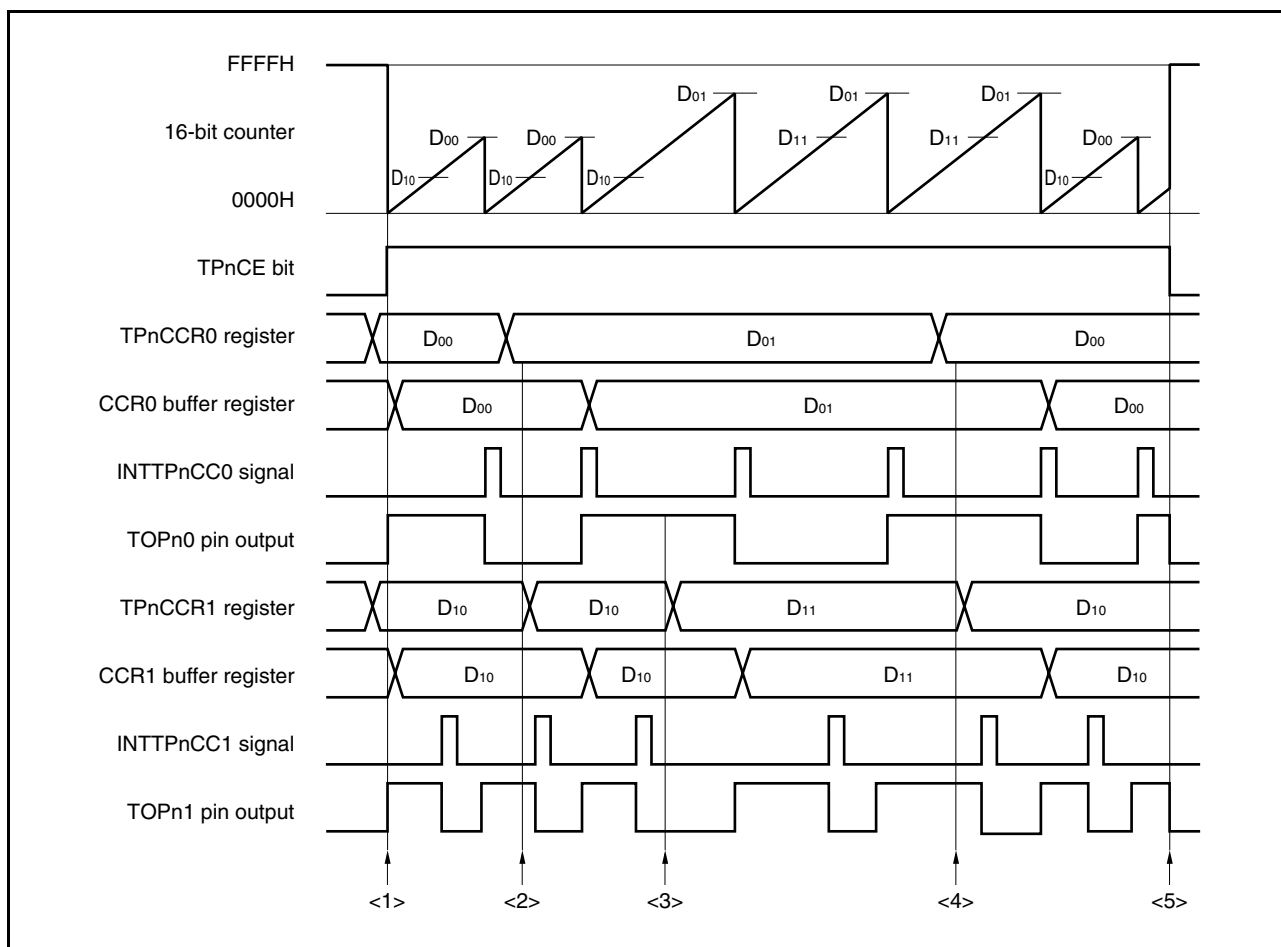 FFFFH
D01 D01 D01
16-bit counter
D00 D00 D11 D11 D00
D10 D10 D10 D10
0000H
TPnCE bit
TPnCCR0 register
D00 D01 D00
CCR0 buffer register
D00 D01 D00
INTTPnCC0 signal
TOPn0 pin output
TPnCCR1 register
D10 D10 D11 D10
CCR1 buffer register
D10 D10 D11 D10
INTTPnCC1 signal
TOPn1 pin output
<1> <2> <3> <4> <5>